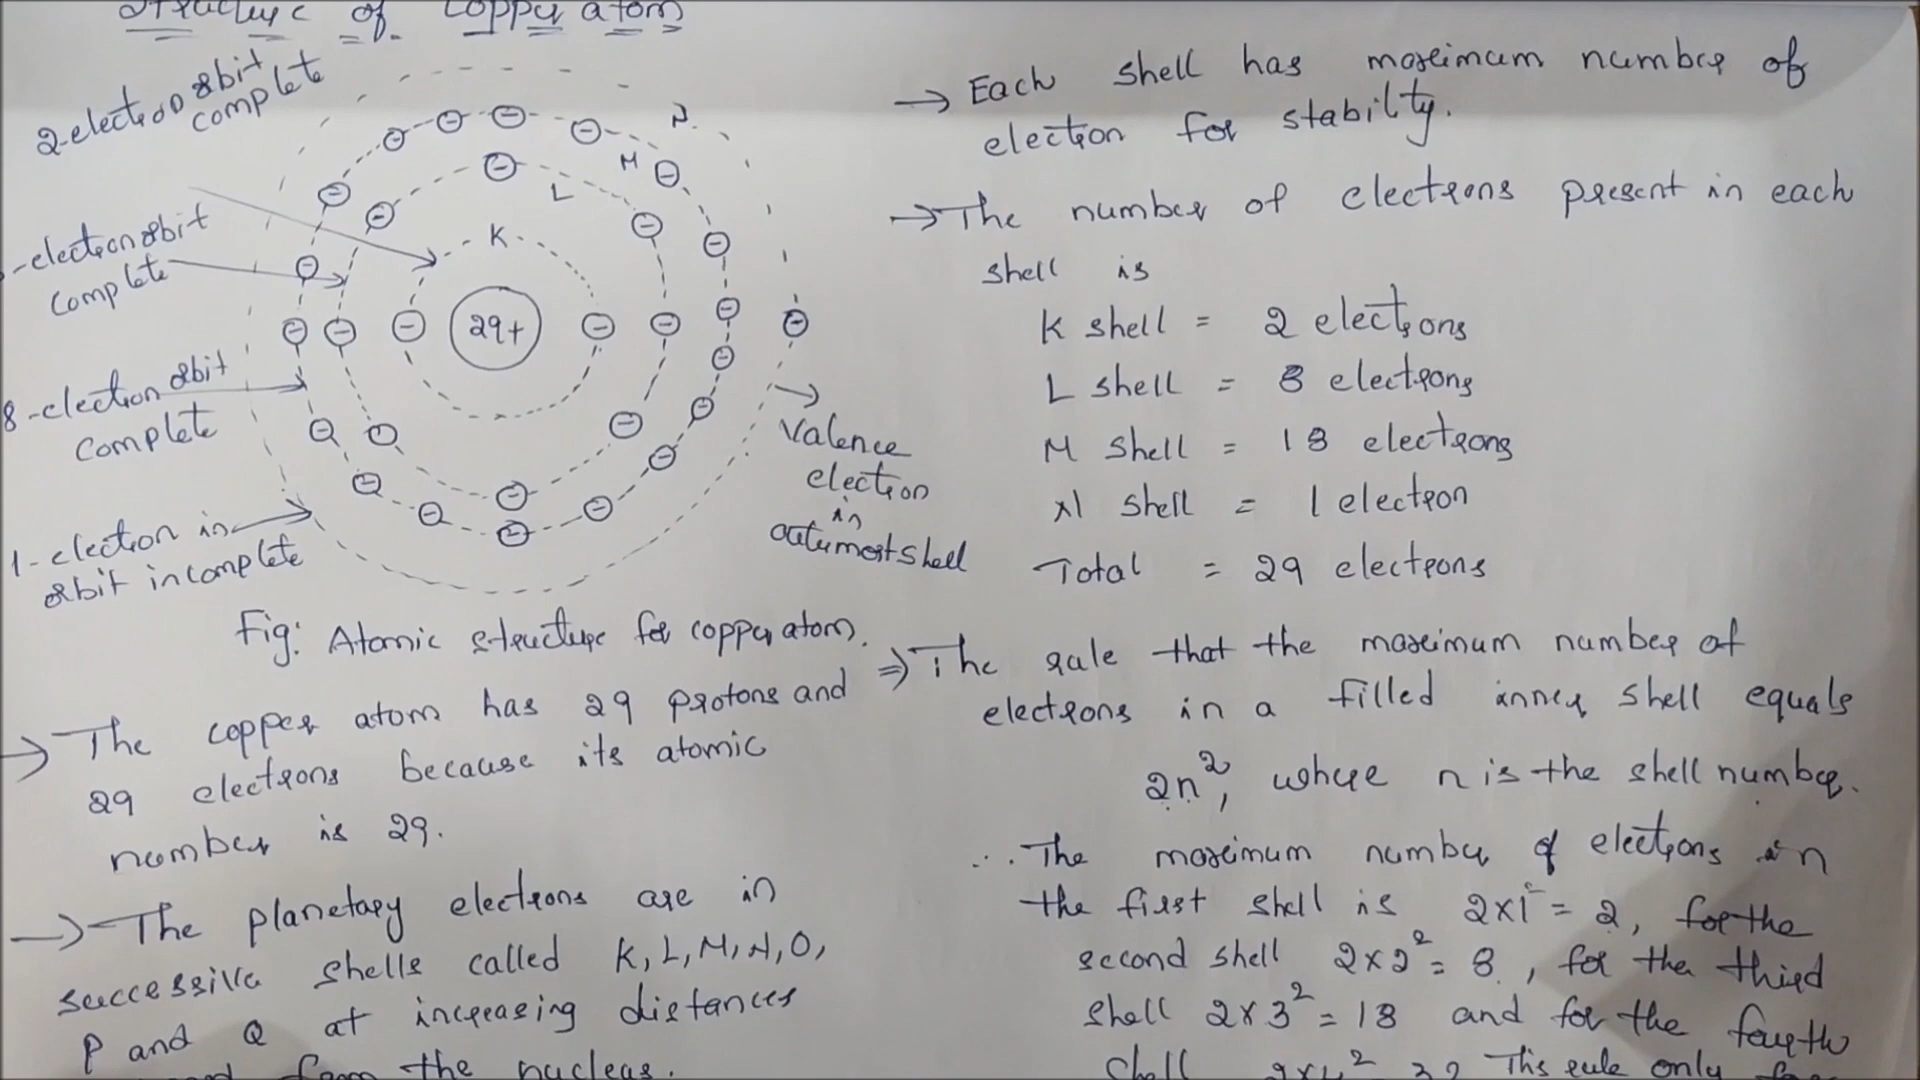 Structure of Copper atom
2-electron orbit
complete
-electron orbit
complete
8-electron orbit
complete
1-electron in
orbit incomplete
K
L
M
N
29+
Valence
electron
in
outermost shell
Fig: Atomic structure for copper atom.
→ The copper atom has 29 protons and
29 electrons because its atomic
number is 29.
→ The planetary electrons are in
successive shells called K, L, M, N, O,
P and Q at increasing distances
from the nucleus.
→ Each shell has maximum number of
electron for stability.
→ The number of electrons present in each
shell is
K shell = 2 electrons
L shell = 8 electrons
M shell = 18 electrons
N shell = 1 electron
Total = 29 electrons
⇒ The rule that the maximum number of
electrons in a filled inner shell equals
2n², where n is the shell number.
∴ The maximum number of electrons in
the first shell is 2×1² = 2, for the
second shell 2×2² = 8, for the third
shell 2×3² = 18 and for the fourth
shell 2×4² 32 This rule only